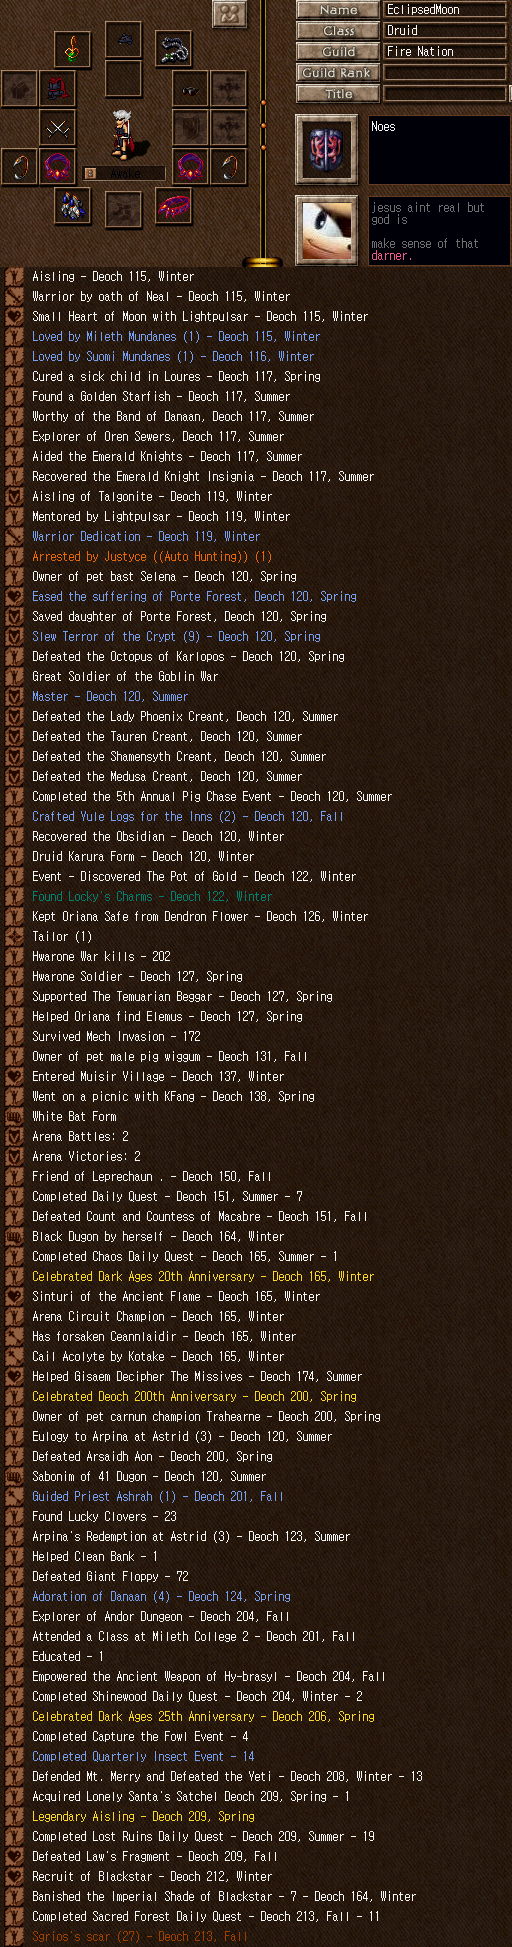 Name EclipsedMoon
Class Druid
Guild Fire Nation
Guild Rank
Title
Awake
Noes
jesus aint real but
god is
make sense of that
darner.
Aisling - Deoch 115, Winter
Warrior by oath of Neal - Deoch 115, Winter
Small Heart of Moon with Lightpulsar - Deoch 115, Winter
Loved by Mileth Mundanes (1) - Deoch 115, Winter
Loved by Suomi Mundanes (1) - Deoch 116, Winter
Cured a sick child in Loures - Deoch 117, Spring
Found a Golden Starfish - Deoch 117, Summer
Worthy of the Band of Danaan, Deoch 117, Summer
Explorer of Oren Sewers, Deoch 117, Summer
Aided the Emerald Knights - Deoch 117, Summer
Recovered the Emerald Knight Insignia - Deoch 117, Summer
Aisling of Talgonite - Deoch 119, Winter
Mentored by Lightpulsar - Deoch 119, Winter
Warrior Dedication - Deoch 119, Winter
Arrested by Justyce ((Auto Hunting)) (1)
Owner of pet bast Selena - Deoch 120, Spring
Eased the suffering of Porte Forest, Deoch 120, Spring
Saved daughter of Porte Forest, Deoch 120, Spring
Slew Terror of the Crypt (9) - Deoch 120, Spring
Defeated the Octopus of Karlopos - Deoch 120, Spring
Great Soldier of the Goblin War
Master - Deoch 120, Summer
Defeated the Lady Phoenix Creant, Deoch 120, Summer
Defeated the Tauren Creant, Deoch 120, Summer
Defeated the Shamensyth Creant, Deoch 120, Summer
Defeated the Medusa Creant, Deoch 120, Summer
Completed the 5th Annual Pig Chase Event - Deoch 120, Summer
Crafted Yule Logs for the Inns (2) - Deoch 120, Fall
Recovered the Obsidian - Deoch 120, Winter
Druid Karura Form - Deoch 120, Winter
Event - Discovered The Pot of Gold - Deoch 122, Winter
Found Locky's Charms - Deoch 122, Winter
Kept Oriana Safe from Dendron Flower - Deoch 126, Winter
Tailor (1)
Hwarone War kills - 202
Hwarone Soldier - Deoch 127, Spring
Supported The Temuarian Beggar - Deoch 127, Spring
Helped Oriana find Elemus - Deoch 127, Spring
Survived Mech Invasion - 172
Owner of pet male pig wiggum - Deoch 131, Fall
Entered Muisir Village - Deoch 137, Winter
Went on a picnic with KFang - Deoch 138, Spring
White Bat Form
Arena Battles: 2
Arena Victories: 2
Friend of Leprechaun . - Deoch 150, Fall
Completed Daily Quest - Deoch 151, Summer - 7
Defeated Count and Countess of Macabre - Deoch 151, Fall
Black Dugon by herself - Deoch 164, Winter
Completed Chaos Daily Quest - Deoch 165, Summer - 1
Celebrated Dark Ages 20th Anniversary - Deoch 165, Winter
Sinturi of the Ancient Flame - Deoch 165, Winter
Arena Circuit Champion - Deoch 165, Winter
Has forsaken Ceannlaidir - Deoch 165, Winter
Cail Acolyte by Kotake - Deoch 165, Winter
Helped Gisaem Decipher The Missives - Deoch 174, Summer
Celebrated Deoch 200th Anniversary - Deoch 200, Spring
Owner of pet carnun champion Trahearne - Deoch 200, Spring
Eulogy to Arpina at Astrid (3) - Deoch 120, Summer
Defeated Arsaidh Aon - Deoch 200, Spring
Sabonim of 41 Dugon - Deoch 120, Summer
Guided Priest Ashrah (1) - Deoch 201, Fall
Found Lucky Clovers - 23
Arpina's Redemption at Astrid (3) - Deoch 123, Summer
Helped Clean Bank - 1
Defeated Giant Floppy - 72
Adoration of Danaan (4) - Deoch 124, Spring
Explorer of Andor Dungeon - Deoch 204, Fall
Attended a Class at Mileth College 2 - Deoch 201, Fall
Educated - 1
Empowered the Ancient Weapon of Hy-brasyl - Deoch 204, Fall
Completed Shinewood Daily Quest - Deoch 204, Winter - 2
Celebrated Dark Ages 25th Anniversary - Deoch 206, Spring
Completed Capture the Fowl Event - 4
Completed Quarterly Insect Event - 14
Defended Mt. Merry and Defeated the Yeti - Deoch 208, Winter - 13
Acquired Lonely Santa's Satchel Deoch 209, Spring - 1
Legendary Aisling - Deoch 209, Spring
Completed Lost Ruins Daily Quest - Deoch 209, Summer - 19
Defeated Law's Fragment - Deoch 209, Fall
Recruit of Blackstar - Deoch 212, Winter
Banished the Imperial Shade of Blackstar - 7 - Deoch 164, Winter
Completed Sacred Forest Daily Quest - Deoch 213, Fall - 11
Sgrios's scar (27) - Deoch 213, Fall